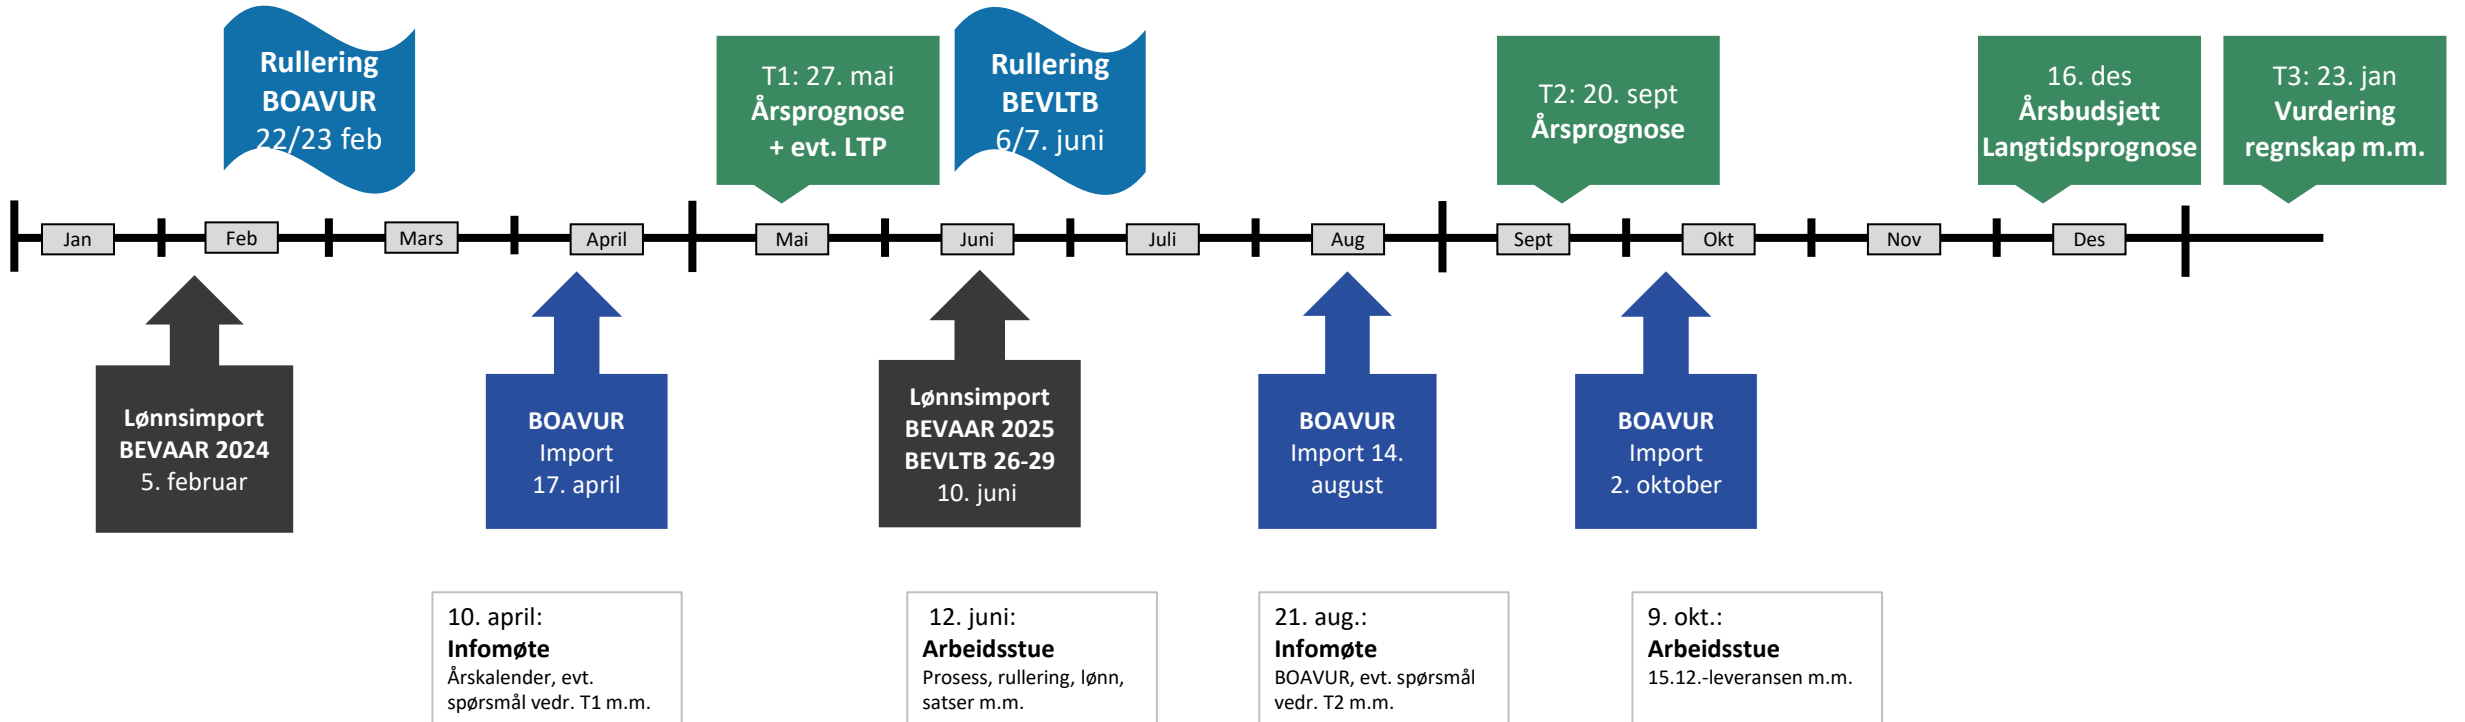 Rullering
BOAVUR
22/23 feb
T1: 27. mai
Årsprognose
+ evt. LTP
Rullering
BEVLTB
6/7. juni
T2: 20. sept
Årsprognose
16. des
Årsbudsjett
Langtidsprognose
T3: 23. jan
Vurdering
regnskap m.m.
Jan
Feb
Mars
April
Mai
Juni
Juli
Aug
Sept
Okt
Nov
Des
Lønnsimport
BEVAAR 2024
5. februar
BOAVUR
Import
17. april
Lønnsimport
BEVAAR 2025
BEVLTB 26-29
10. juni
BOAVUR
Import 14.
august
BOAVUR
Import
2. oktober
10. april:
Infomøte
Årskalender, evt.
spørsmål vedr. T1 m.m.
12. juni:
Arbeidsstue
Prosess, rullering, lønn,
satser m.m.
21. aug.:
Infomøte
BOAVUR, evt. spørsmål
vedr. T2 m.m.
9. okt.:
Arbeidsstue
15.12.-leveransen m.m.